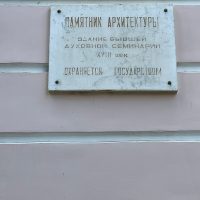 ПАМЯТНИК АРХИТЕКТУРЫ
ЗДАНИЕ БЫВШЕЙ
ДУХОВНОЙ СЕМИНАРИИ
XVIII век
ОХРАНЯЕТСЯ ГОСУДАРСТВОМ